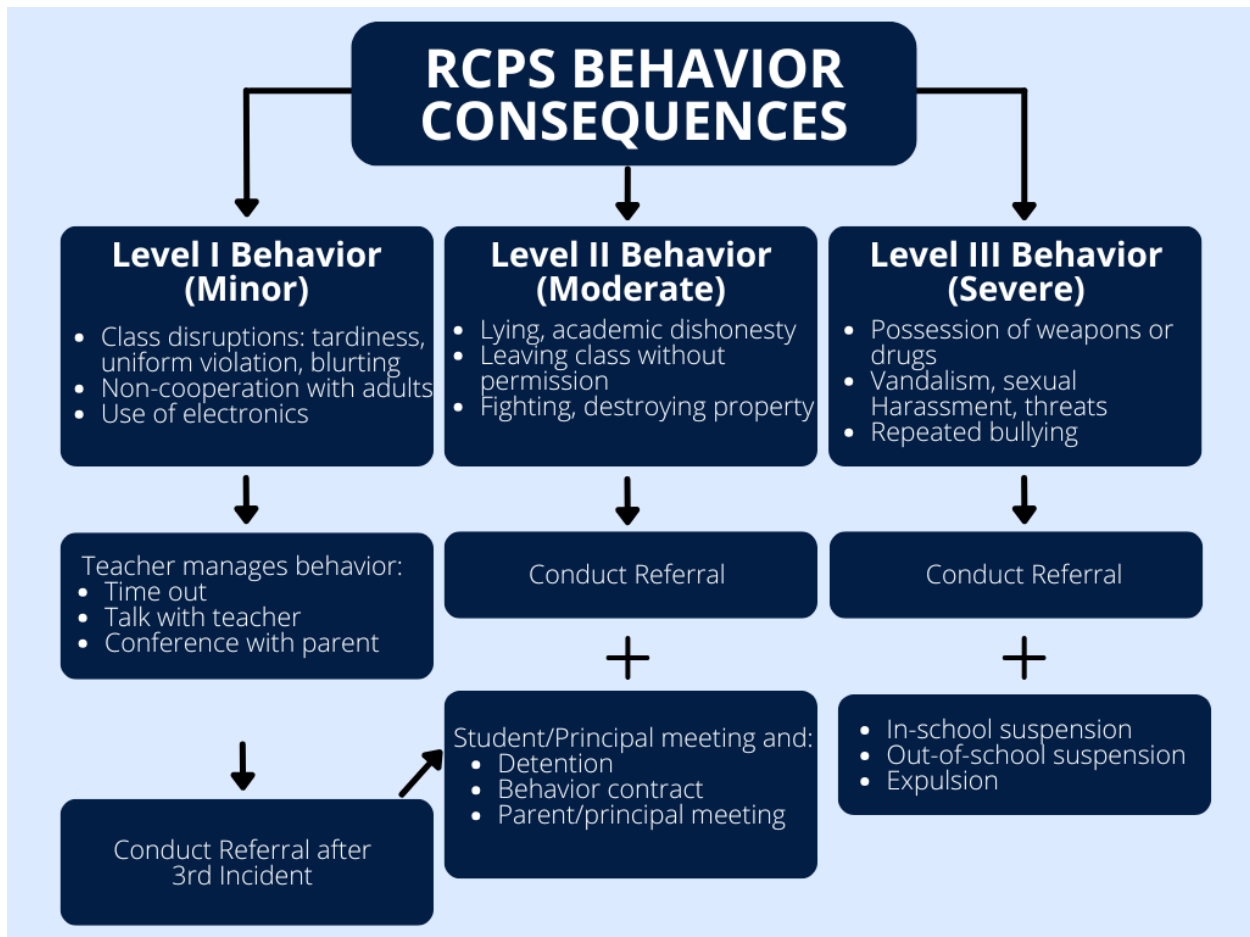 RCPS BEHAVIOR
CONSEQUENCES
Level I Behavior
(Minor)
• Class disruptions: tardiness,
uniform violation, blurting
• Non-cooperation with adults
• Use of electronics
Level II Behavior
(Moderate)
• Lying, academic dishonesty
• Leaving class without
permission
• Fighting, destroying property
Level III Behavior
(Severe)
• Possession of weapons or
drugs
• Vandalism, sexual
Harassment, threats
• Repeated bullying
Teacher manages behavior:
• Time out
• Talk with teacher
• Conference with parent
Conduct Referral
Conduct Referral
+
+
Student/Principal meeting and:
• Detention
• Behavior contract
• Parent/principal meeting
• In-school suspension
• Out-of-school suspension
• Expulsion
Conduct Referral after
3rd Incident